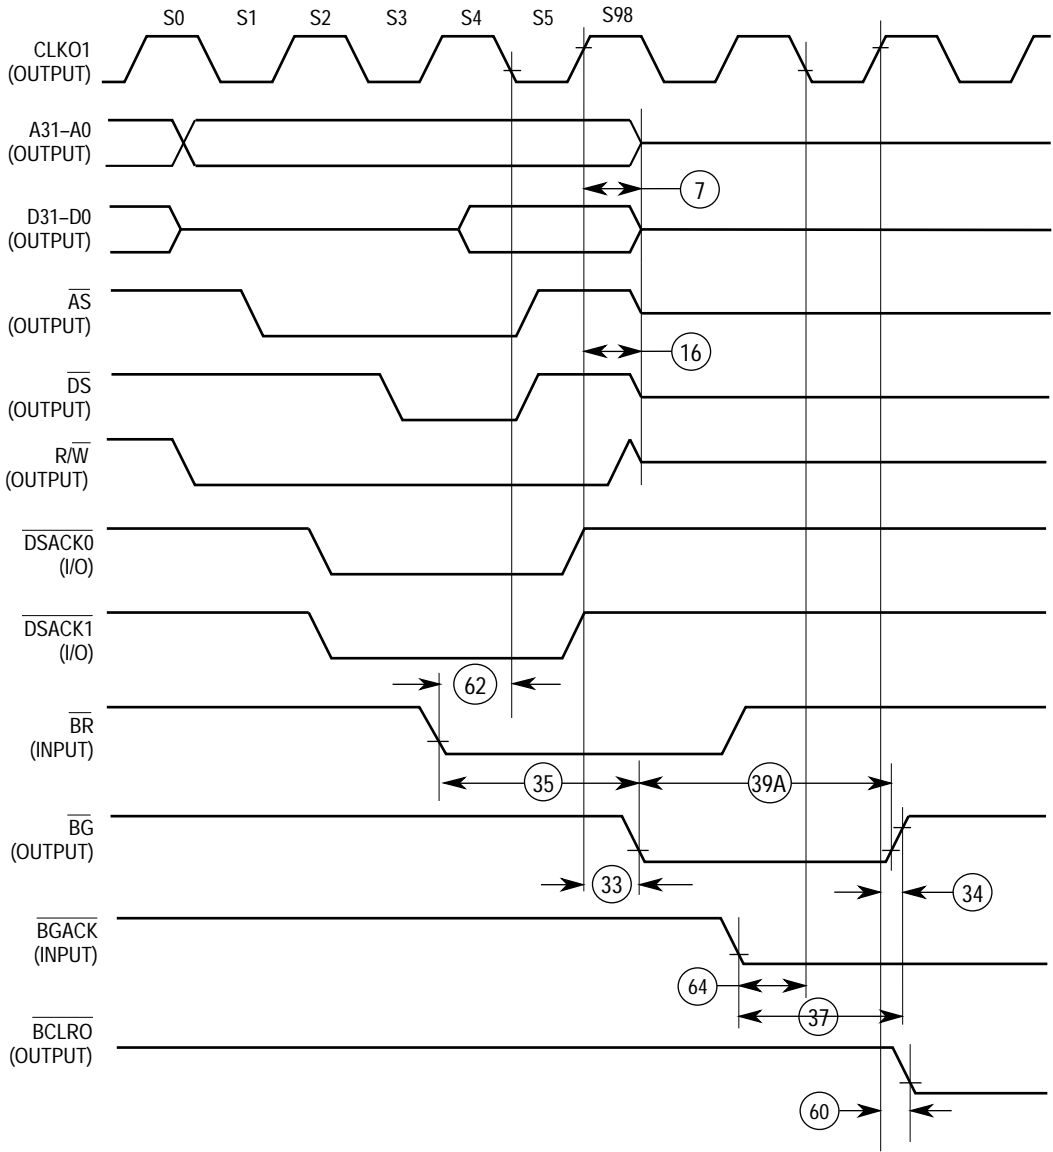 S0 S1 S2 S3 S4 S5 S98
CLKO1
(OUTPUT)
A31–A0
(OUTPUT)
7
D31–D0
(OUTPUT)
AS
(OUTPUT)
16
DS
(OUTPUT)
R/W
(OUTPUT)
DSACK0
(I/O)
DSACK1
(I/O)
62
BR
(INPUT)
35 39A
BG
(OUTPUT)
33 34
BGACK
(INPUT)
64
37
BCLRO
(OUTPUT)
60